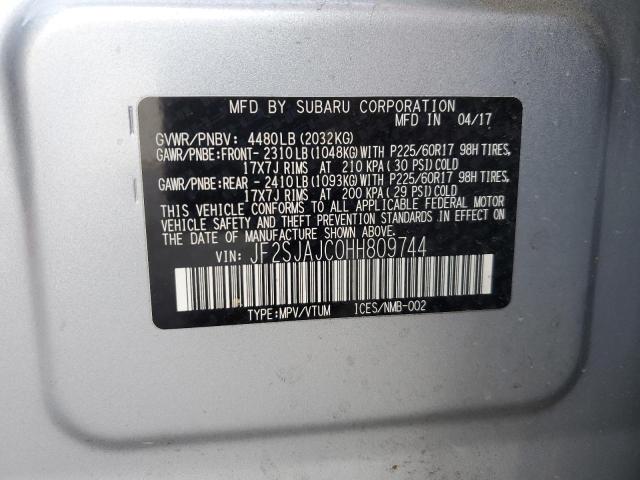 MFD BY SUBARU CORPORATION
MFD IN 04/17
GVWR/PNBV: 4480LB(2032KG)
GAWR/PNBE:FRONT- 2310LB(1048KG)WITH P225/60R17 98H TIRES,
17X7J RIMS AT 210 KPA (30 PSI)COLD
GAWR/PNBE:REAR - 2410LB(1093KG)WITH P225/60R17 98H TIRES,
17X7J RIMS AT 200 KPA (29 PSI)COLD
THIS VEHICLE CONFORMS TO ALL APPLICABLE FEDERAL MOTOR
VEHICLE SAFETY AND THEFT PREVENTION STANDARDS IN EFFECT ON
THE DATE OF MANUFACTURE SHOWN ABOVE.
VIN: JF2SJAJC0HH809744
TYPE:MPV/VTUM ICES/NMB-002